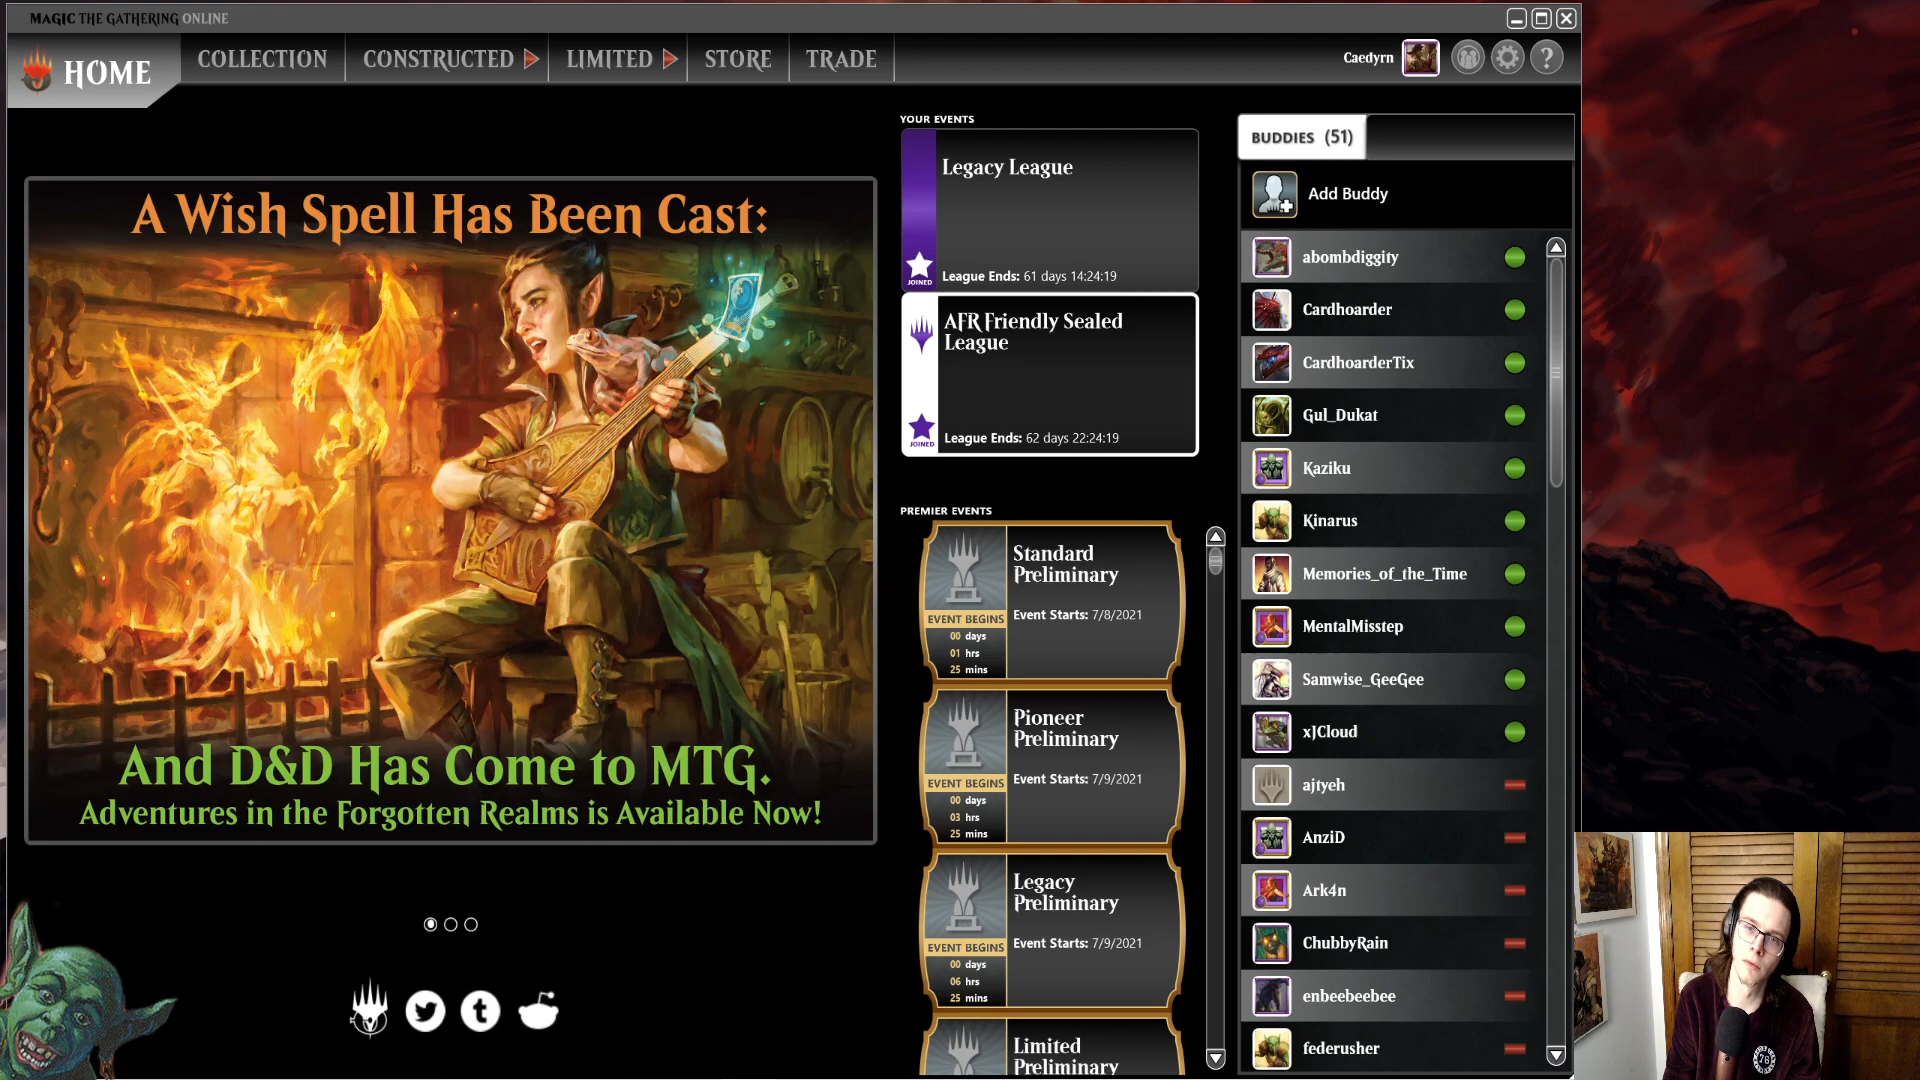 MAGIC THE GATHERING ONLINE
HOME
COLLECTION
CONSTRUCTED
LIMITED
STORE
TRADE
Caedyrn
?
A Wish Spell Has Been Cast:
And D&D Has Come to MTG.
Adventures in the Forgotten Realms is Available Now!
YOUR EVENTS
Legacy League
JOINED
League Ends: 61 days 14:24:19
AFR Friendly Sealed
League
JOINED
League Ends: 62 days 22:24:19
PREMIER EVENTS
Standard
Preliminary
Event Starts: 7/8/2021
EVENT BEGINS
00 days
01 hrs
25 mins
Pioneer
Preliminary
Event Starts: 7/9/2021
EVENT BEGINS
00 days
03 hrs
25 mins
Legacy
Preliminary
Event Starts: 7/9/2021
EVENT BEGINS
00 days
06 hrs
25 mins
Limited
Preliminary
BUDDIES (51)
Add Buddy
abombdiggity
Cardhoarder
CardhoarderTix
Gul_Dukat
Kaziku
Kinarus
Memories_of_the_Time
MentalMisstep
Samwise_GeeGee
xJCloud
ajtyeh
AnziD
Ark4n
ChubbyRain
enbeebeebee
federusher